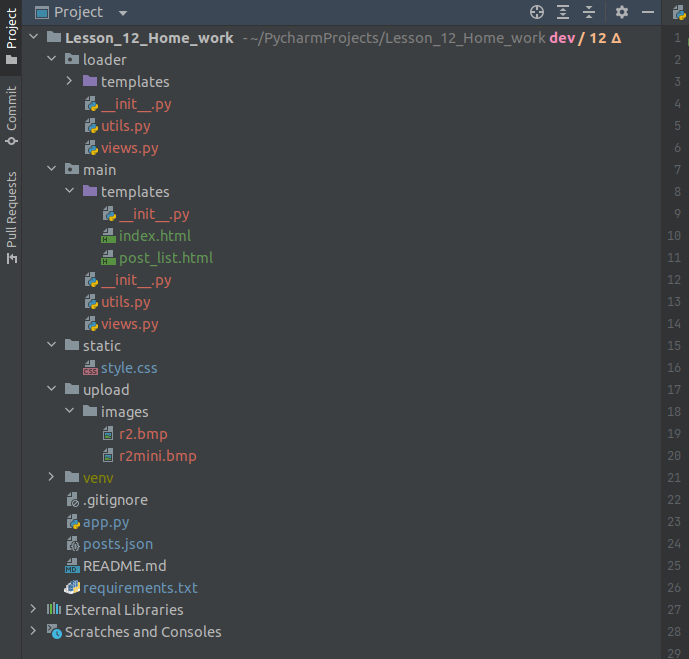 Project
Lesson_12_Home_work ~/PycharmProjects/Lesson_12_Home_work dev / 12 Δ
loader
templates
__init__.py
utils.py
views.py
main
templates
__init__.py
index.html
post_list.html
__init__.py
utils.py
views.py
static
style.css
upload
images
r2.bmp
r2mini.bmp
venv
.gitignore
app.py
posts.json
README.md
requirements.txt
External Libraries
Scratches and Consoles
Project
Commit
Pull Requests
1
2
3
4
5
6
7
8
9
10
11
12
13
14
15
16
17
18
19
20
21
22
23
24
25
26
27
28
29